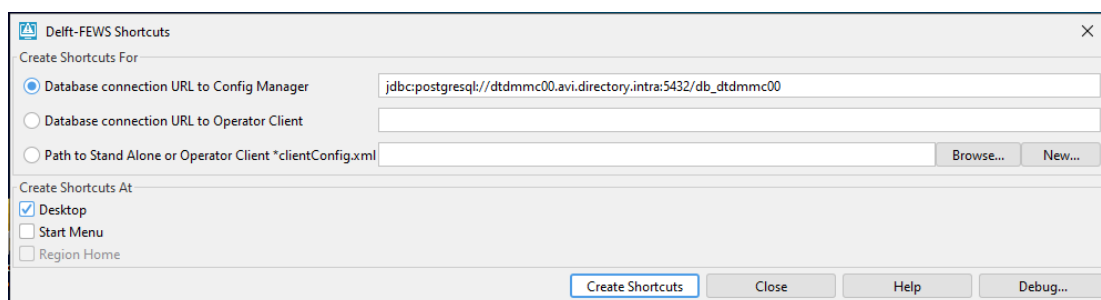 Delft-FEWS Shortcuts
Create Shortcuts For
Database connection URL to Config Manager jdbc:postgresql://dtdmmc00.avi.directory.intra:5432/db_dtdmmc00
Database connection URL to Operator Client
Path to Stand Alone or Operator Client *clientConfig.xml Browse... New...
Create Shortcuts At
Desktop
Start Menu
Region Home
Create Shortcuts Close Help Debug...